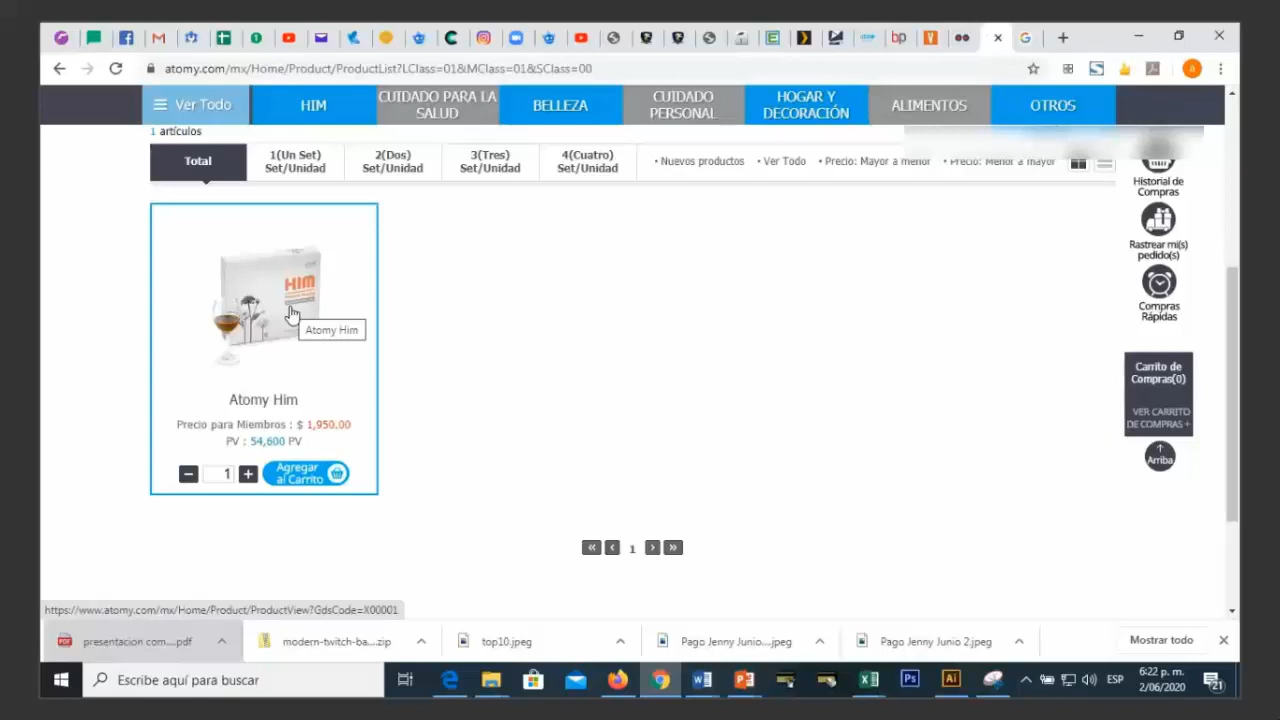 atomy.com/mx/Home/Product/ProductList?LClass=01&MClass=01&SClass=00
Ver Todo
HIM
CUIDADO PARA LA
SALUD
BELLEZA
CUIDADO
PERSONAL
HOGAR Y
DECORACIÓN
ALIMENTOS
OTROS
1 artículos
Total
1(Un Set)
Set/Unidad
2(Dos)
Set/Unidad
3(Tres)
Set/Unidad
4(Cuatro)
Set/Unidad
• Nuevos productos
• Ver Todo
• Precio: Mayor a menor
• Precio: Menor a mayor
Historial de
Compras
Rastrear mi(s)
pedido(s)
Compras
Rápidas
Carrito de
Compras(0)
VER CARRITO
DE COMPRAS +
↑
Arriba
HIM
Atomy Him
Atomy Him
Precio para Miembros : $ 1,950.00
PV : 54,600 PV
− 1 +
Agregar
al Carrito
« ‹ 1 › »
https://www.atomy.com/mx/Home/Product/ProductView?GdsCode=X00001
presentacion com....pdf
modern-twitch-ba....zip
top10.jpeg
Pago Jenny Junio....jpeg
Pago Jenny Junio 2.jpeg
Mostrar todo
Escribe aquí para buscar
ESP
6:22 p. m.
2/06/2020
21